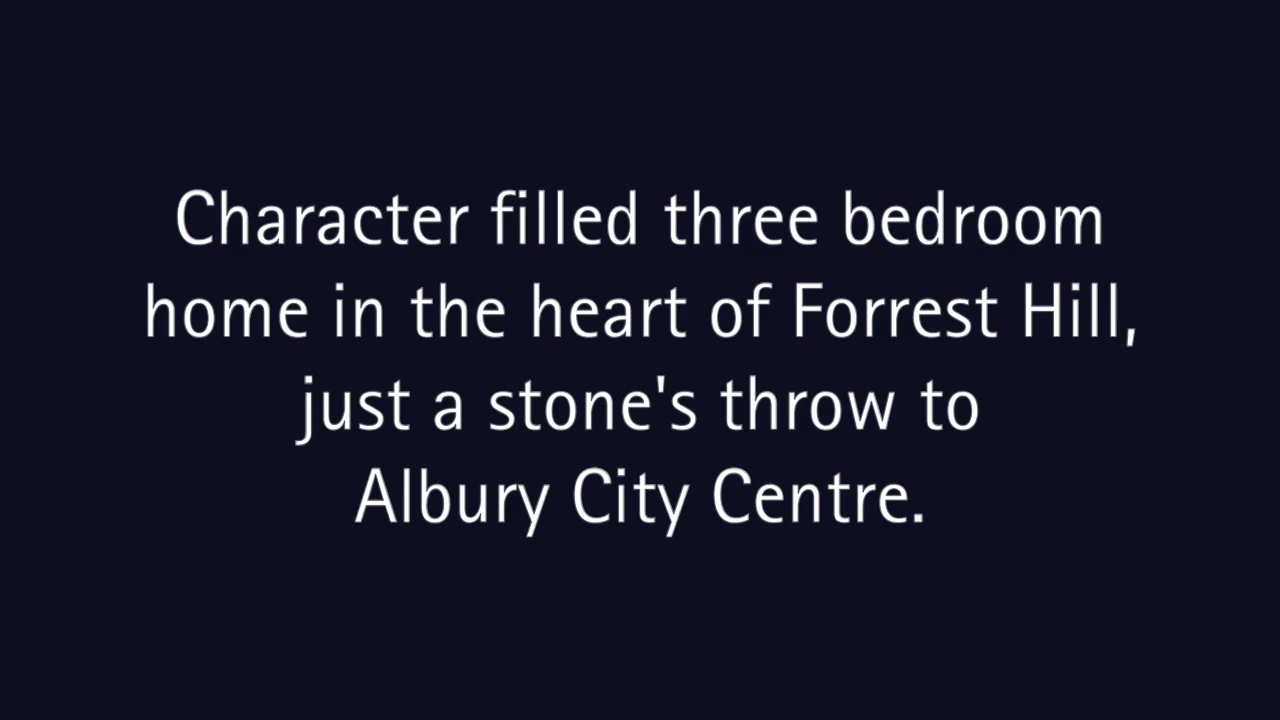 Character filled three bedroom
home in the heart of Forrest Hill,
just a stone's throw to
Albury City Centre.